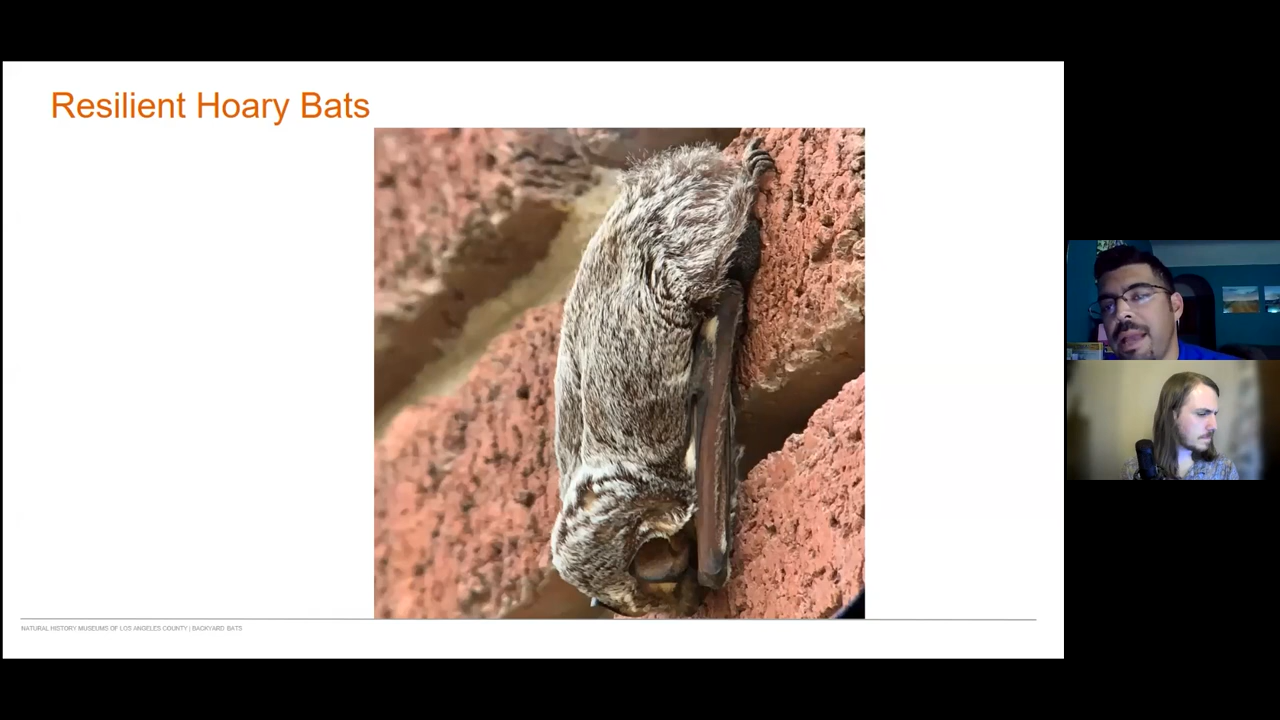 Resilient Hoary Bats
NATURAL HISTORY MUSEUMS OF LOS ANGELES COUNTY | BACKYARD BATS